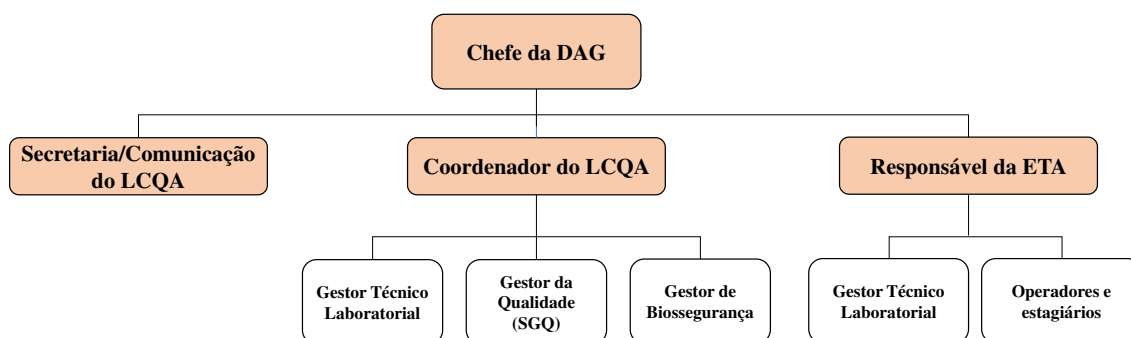 Chefe da DAG
Secretaria/Comunicação
do LCQA
Coordenador do LCQA
Responsável da ETA
Gestor Técnico
Laboratorial
Gestor da
Qualidade
(SGQ)
Gestor de
Biossegurança
Gestor Técnico
Laboratorial
Operadores e
estagiários